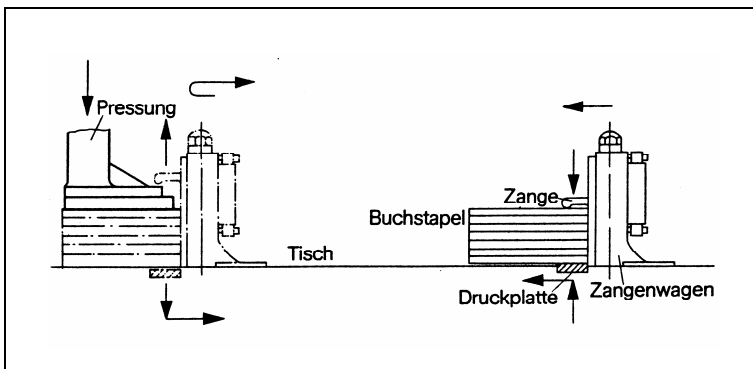 Pressung
Zange
Buchstapel
Tisch
Druckplatte
Zangenwagen